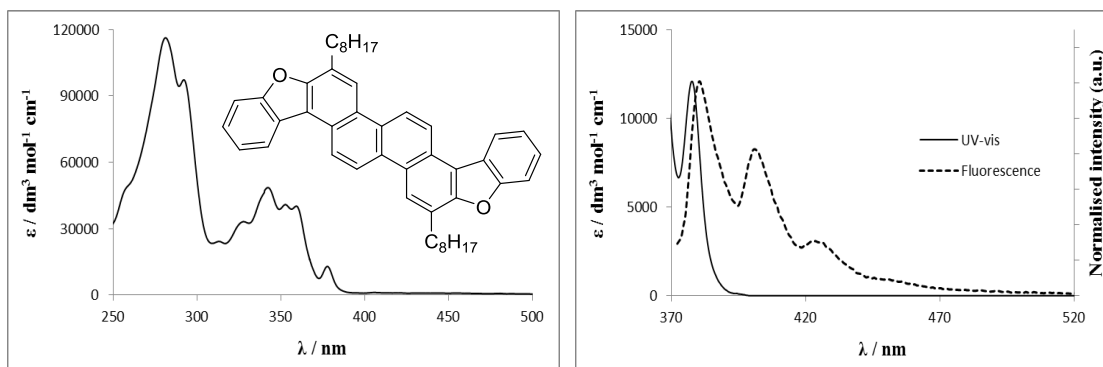 120000
90000
60000
30000
0
ε / dm³ mol⁻¹ cm⁻¹
250 300 350 400 450 500
λ / nm
C₈H₁₇
O
O
C₈H₁₇
15000
10000
5000
0
ε / dm³ mol⁻¹ cm⁻¹
370 420 470 520
λ / nm
UV-vis
Fluorescence
Normalised intensity (a.u.)